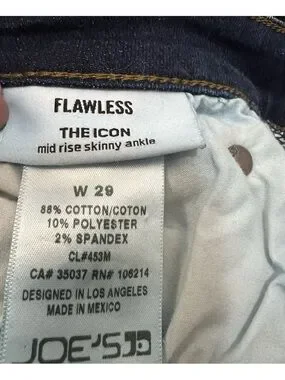 FLAWLESS
THE ICON
mid rise skinny ankle
W 29
88% COTTON/COTON
10% POLYESTER
2% SPANDEX
CL#453M
CA# 35037 RN# 106214
DESIGNED IN LOS ANGELES
MADE IN MEXICO
JOE'S